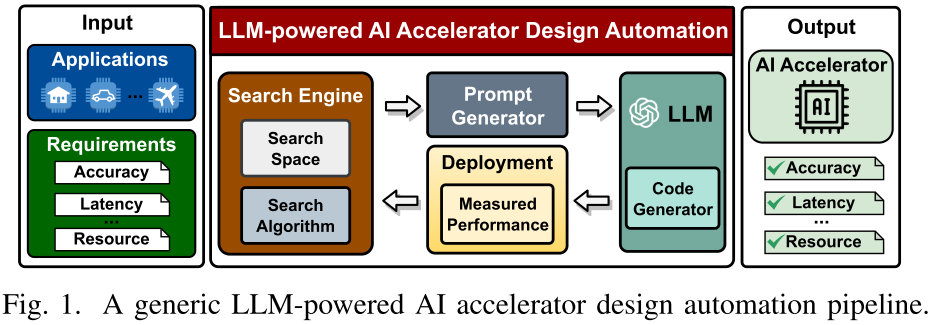 Input
Applications
...
Requirements
Accuracy
Latency
...
Resource
LLM-powered AI Accelerator Design Automation
Search Engine
Search
Space
Search
Algorithm
Prompt
Generator
LLM
Code
Generator
Deployment
Measured
Performance
Output
AI Accelerator
AI
Accuracy
Latency
...
Resource
Fig. 1. A generic LLM-powered AI accelerator design automation pipeline.